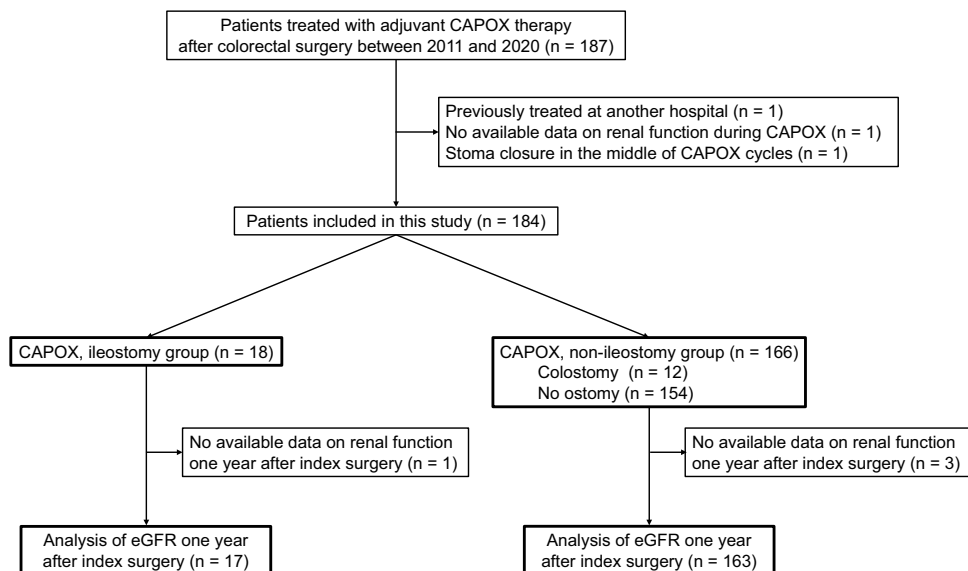 Patients treated with adjuvant CAPOX therapy
after colorectal surgery between 2011 and 2020 (n = 187)
Previously treated at another hospital (n = 1)
No available data on renal function during CAPOX (n = 1)
Stoma closure in the middle of CAPOX cycles (n = 1)
Patients included in this study (n = 184)
CAPOX, ileostomy group (n = 18)
CAPOX, non-ileostomy group (n = 166)
Colostomy (n = 12)
No ostomy (n = 154)
No available data on renal function
one year after index surgery (n = 1)
No available data on renal function
one year after index surgery (n = 3)
Analysis of eGFR one year
after index surgery (n = 17)
Analysis of eGFR one year
after index surgery (n = 163)